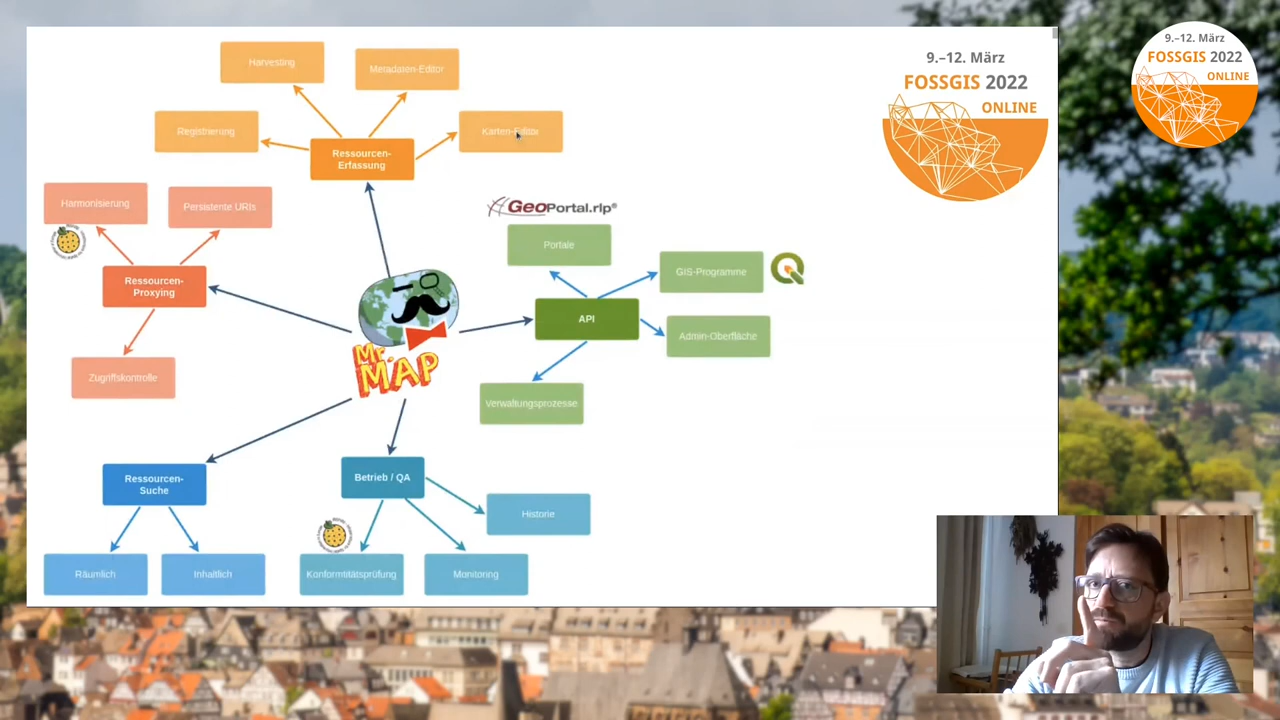 Harvesting
Metadaten-Editor
Registrierung
Karten-Editor
Ressourcen-
Erfassung
Harmonisierung
Persistente URIs
Ressourcen-
Proxying
Zugriffskontrolle
GeoPortal.rlp®
Portale
GIS-Programme
API
Admin-Oberfläche
Verwaltungsprozesse
Mr.
MAP
Ressourcen-
Suche
Räumlich
Inhaltlich
Betrieb / QA
Historie
Konformtitätsprüfung
Monitoring
9.–12. März
FOSSGIS 2022
ONLINE
9.–12. März
FOSSGIS 2022
ONLINE